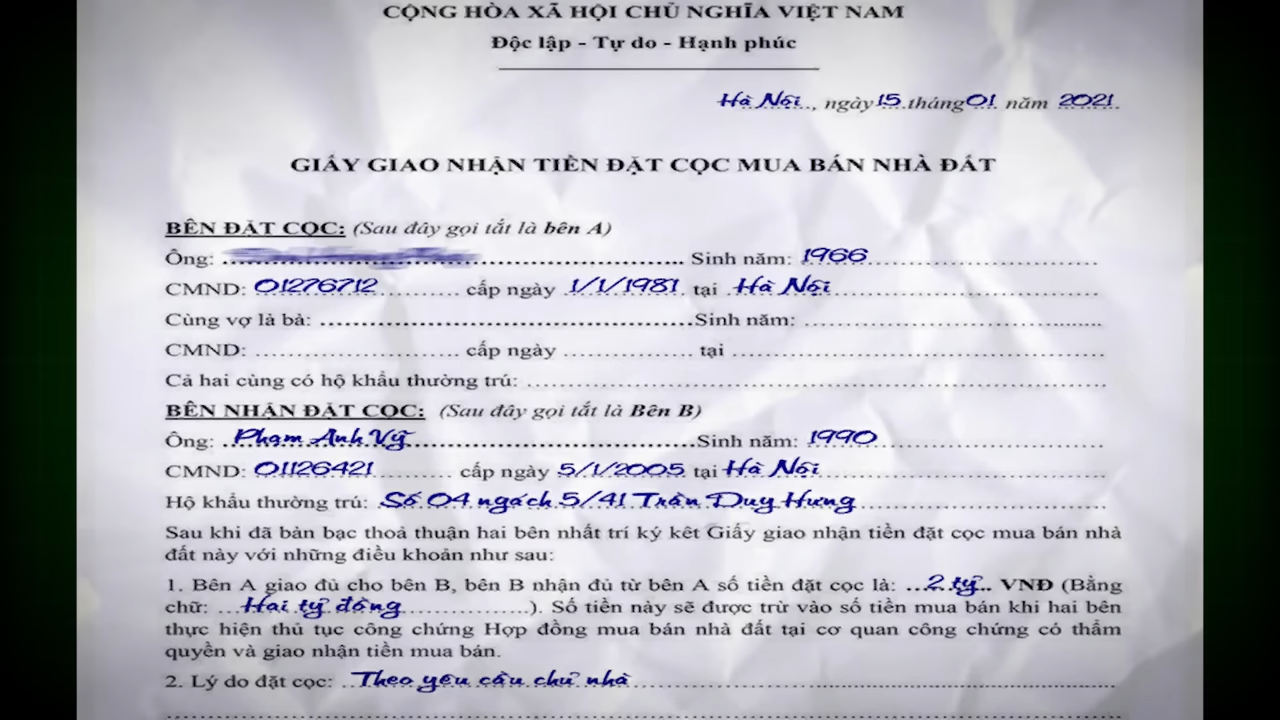 CỘNG HÒA XÃ HỘI CHỦ NGHĨA VIỆT NAM
Độc lập - Tự do - Hạnh phúc
Hà Nội, ngày 15 tháng 01 năm 2021
GIẤY GIAO NHẬN TIỀN ĐẶT CỌC MUA BÁN NHÀ ĐẤT
BÊN ĐẶT CỌC: (Sau đây gọi tắt là bên A)
Ông: Sinh năm: 1966
CMND: 01276712 cấp ngày 1/1/1981 tại Hà Nội
Cùng vợ là bà: Sinh năm:
CMND: cấp ngày tại
Cả hai cùng có hộ khẩu thường trú:
BÊN NHẬN ĐẶT CỌC: (Sau đây gọi tắt là Bên B)
Ông: Phạm Anh Vỹ Sinh năm: 1990
CMND: 01126421 cấp ngày 5/1/2005 tại Hà Nội
Hộ khẩu thường trú: Số 04 ngách 5/41 Trần Duy Hưng
Sau khi đã bàn bạc thoả thuận hai bên nhất trí ký kết Giấy giao nhận tiền đặt cọc mua bán nhà
đất này với những điều khoản như sau:
1. Bên A giao đủ cho bên B, bên B nhận đủ từ bên A số tiền đặt cọc là: 2 tỷ VNĐ (Bằng
chữ: Hai tỷ đồng). Số tiền này sẽ được trừ vào số tiền mua bán khi hai bên
thực hiện thủ tục công chứng Hợp đồng mua bán nhà đất tại cơ quan công chứng có thẩm
quyền và giao nhận tiền mua bán.
2. Lý do đặt cọc: Theo yêu cầu chủ nhà